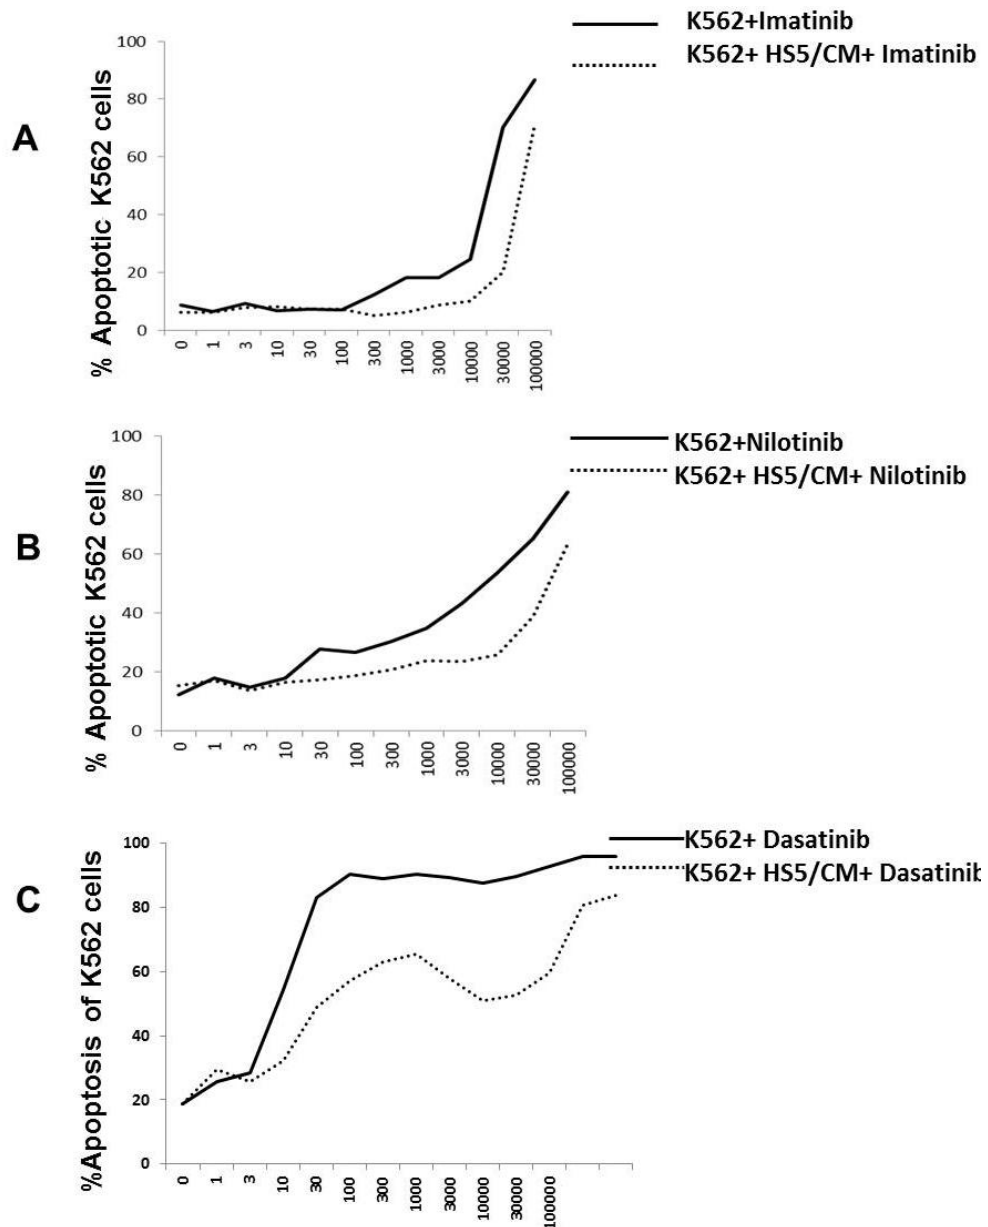 K562+Imatinib
K562+ HS5/CM+ Imatinib
A
% Apoptotic K562 cells
100
80
60
40
20
0
0 1 3 10 30 100 300 1000 3000 10000 30000 100000
K562+Nilotinib
K562+ HS5/CM+ Nilotinib
B
% Apoptotic K562 cells
100
80
60
40
20
0
0 1 3 10 30 100 300 1000 3000 10000 30000 100000
K562+ Dasatinib
K562+ HS5/CM+ Dasatinib
C
%Apoptosis of K562 cells
100
80
60
40
20
0
0 1 3 10 30 100 300 1000 3000 10000 30000 100000